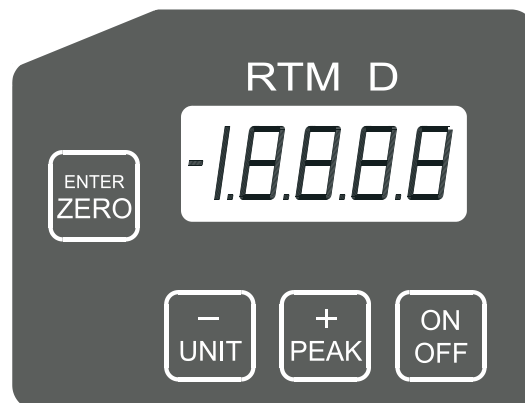 RTM D
-1.8.8.8.8
ENTER
ZERO
−
UNIT
+
PEAK
ON
OFF